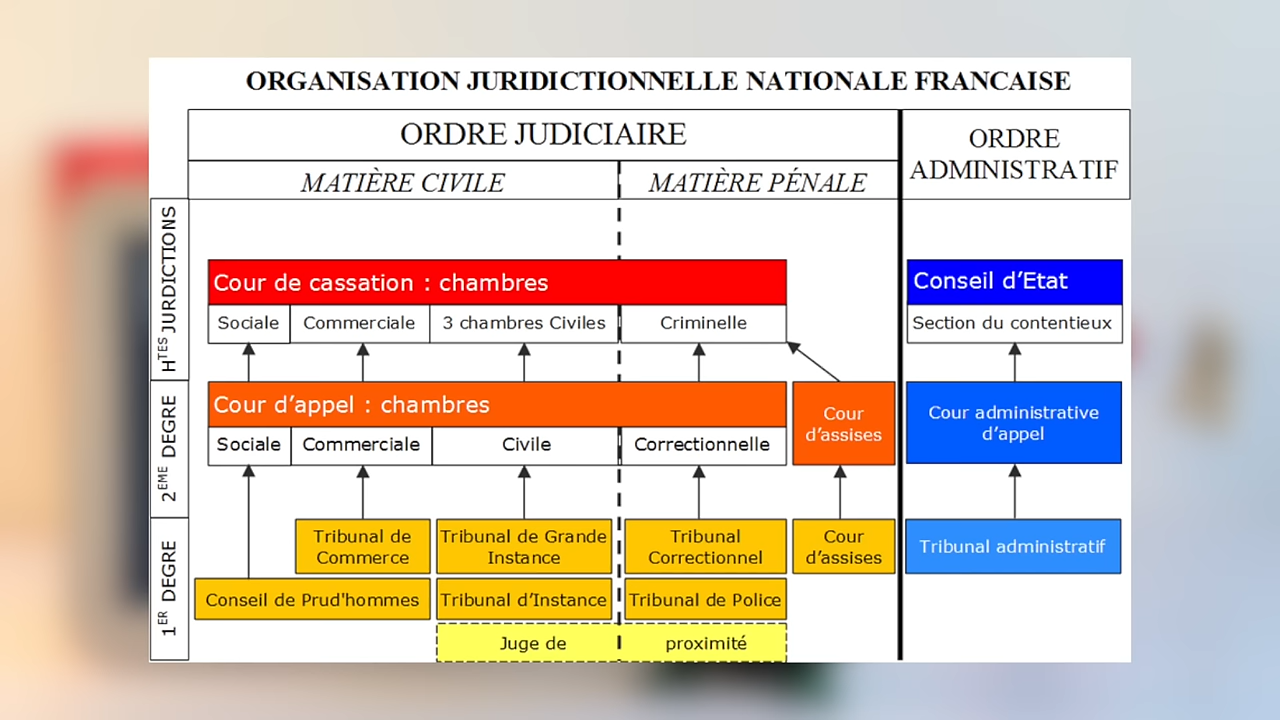 ORGANISATION JURIDICTIONNELLE NATIONALE FRANCAISE
ORDRE JUDICIAIRE
ORDRE
ADMINISTRATIF
MATIÈRE CIVILE
MATIÈRE PÉNALE
HTES JURDICTIONS
Cour de cassation : chambres
Conseil d’Etat
Sociale
Commerciale
3 chambres Civiles
Criminelle
Section du contentieux
2EME DEGRE
Cour d’appel : chambres
Cour
d’assises
Cour administrative
d’appel
Sociale
Commerciale
Civile
Correctionnelle
1ER DEGRE
Tribunal de
Commerce
Tribunal de Grande
Instance
Tribunal
Correctionnel
Cour
d’assises
Tribunal administratif
Conseil de Prud'hommes
Tribunal d’Instance
Tribunal de Police
Juge de proximité